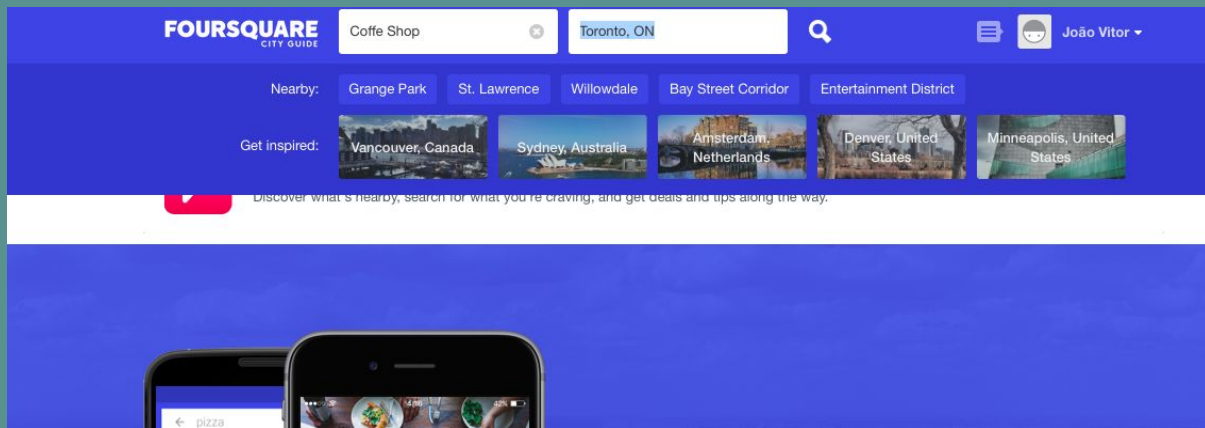 FOURSQUARE
CITY GUIDE
Coffe Shop
Toronto, ON
João Vitor
Nearby:
Grange Park
St. Lawrence
Willowdale
Bay Street Corridor
Entertainment District
Get inspired:
Vancouver, Canada
Sydney, Australia
Amsterdam,
Netherlands
Denver, United
States
Minneapolis, United
States
Discover what's nearby, search for what you're craving, and get deals and tips along the way.
42%
pizza